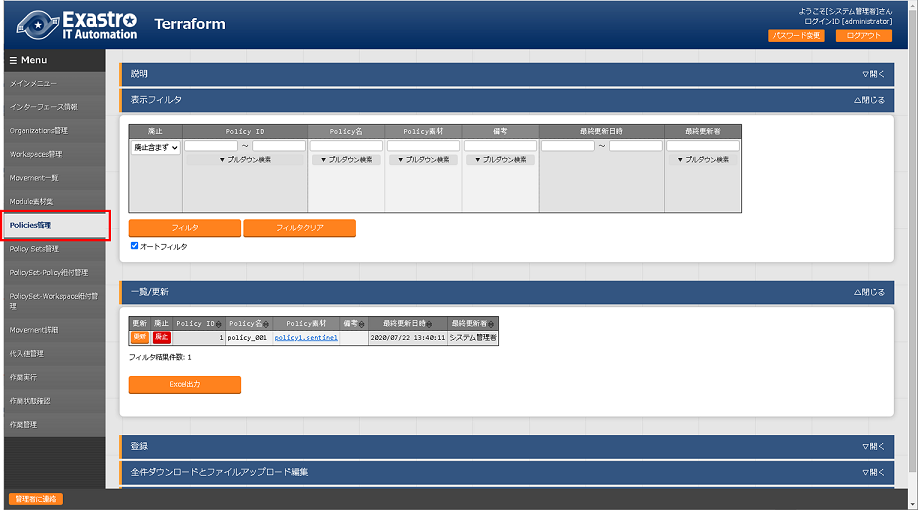 Exastro
IT Automation
Terraform
ようこそ[システム管理者]さん
ログインID [administrator]
パスワード変更
ログアウト
☰ Menu
メインメニュー
インターフェース情報
Organizations管理
Workspaces管理
Movement一覧
Module素材集
Policies管理
Policy Sets管理
PolicySet-Policy紐付管理
PolicySet-Workspace紐付管
理
Movement詳細
代入値管理
作業実行
作業状態確認
作業管理
管理者に連絡
説明
▽開く
表示フィルタ
△閉じる
廃止 Policy ID Policy名 Policy素材 備考 最終更新日時 最終更新者
廃止含まず ～ ～
▼ プルダウン検索 ▼ プルダウン検索 ▼ プルダウン検索 ▼ プルダウン検索 ▼ プルダウン検索
フィルタ フィルタクリア
オートフィルタ
一覧/更新
△閉じる
更新 廃止 Policy ID Policy名 Policy素材 備考 最終更新日時 最終更新者
更新 廃止 1 policy_001 policy1.sentinel 2020/07/22 13:40:11 システム管理者
フィルタ結果件数: 1
Excel出力
登録
▽開く
全件ダウンロードとファイルアップロード編集
▽開く